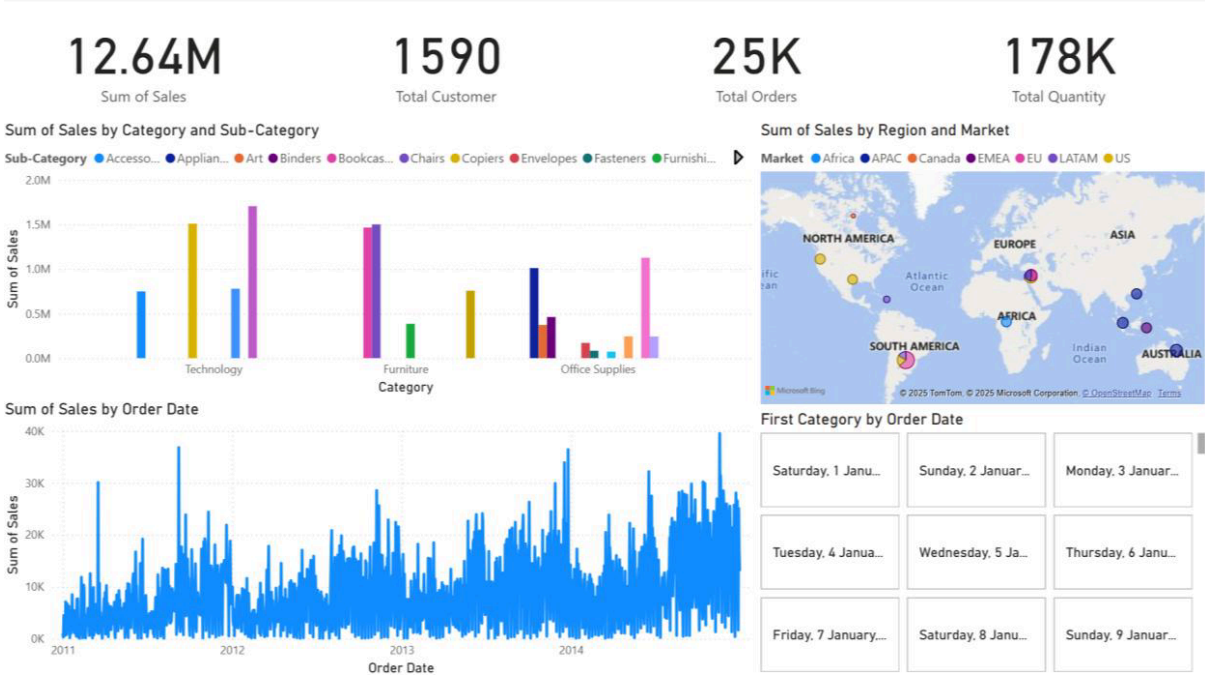 12.64M
Sum of Sales
1590
Total Customer
25K
Total Orders
178K
Total Quantity
Sum of Sales by Category and Sub-Category
Sub-Category Accesso... Applian... Art Binders Bookcas... Chairs Copiers Envelopes Fasteners Furnishi...
2.0M
1.5M
1.0M
0.5M
0.0M
Sum of Sales
Technology Furniture Office Supplies
Category
Sum of Sales by Region and Market
Market Africa APAC Canada EMEA EU LATAM US
NORTH AMERICA
EUROPE
ASIA
ific
ean
Atlantic
Ocean
AFRICA
SOUTH AMERICA
Indian
Ocean
AUSTRALIA
Microsoft Bing
© 2025 TomTom, © 2025 Microsoft Corporation, © OpenStreetMap Terms
Sum of Sales by Order Date
40K
30K
20K
10K
0K
Sum of Sales
2011 2012 2013 2014
Order Date
First Category by Order Date
Saturday, 1 Janu... Sunday, 2 Januar... Monday, 3 Januar...
Tuesday, 4 Janua... Wednesday, 5 Ja... Thursday, 6 Janu...
Friday, 7 January,... Saturday, 8 Janu... Sunday, 9 Januar...